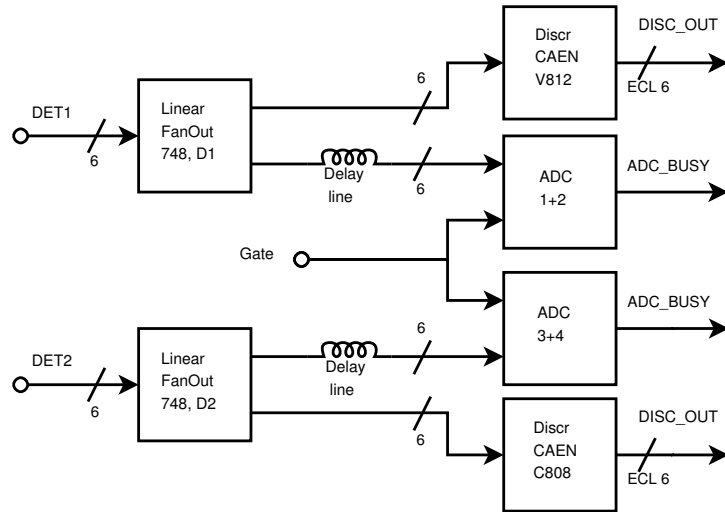 DISC_OUT
Discr
CAEN
V812
6
ECL 6
DET1
6
Linear
FanOut
748, D1
Delay
line
6
ADC
1+2
ADC_BUSY
Gate
ADC
3+4
ADC_BUSY
DET2
6
Linear
FanOut
748, D2
Delay
line
6
6
Discr
CAEN
C808
DISC_OUT
ECL 6